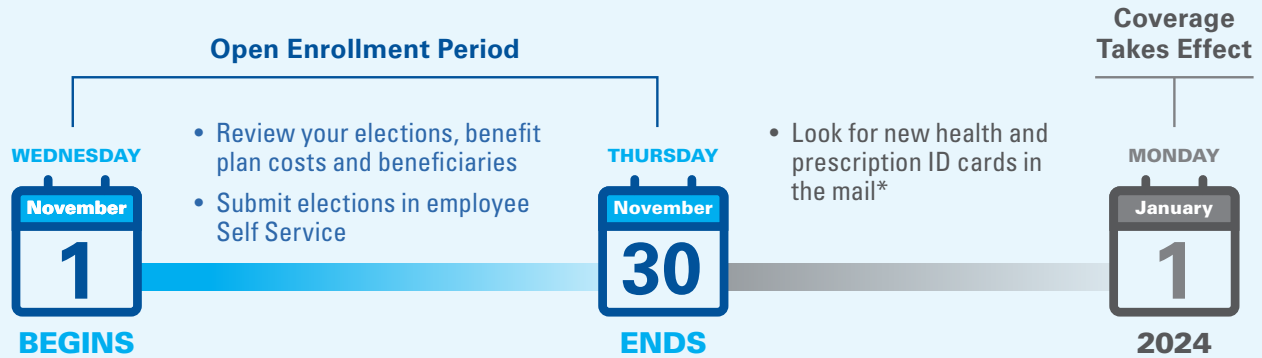 Open Enrollment Period
Coverage
Takes Effect
WEDNESDAY
November
1
BEGINS
• Review your elections, benefit
plan costs and beneficiaries
• Submit elections in employee
Self Service
THURSDAY
November
30
ENDS
• Look for new health and
prescription ID cards in
the mail*
MONDAY
January
1
2024